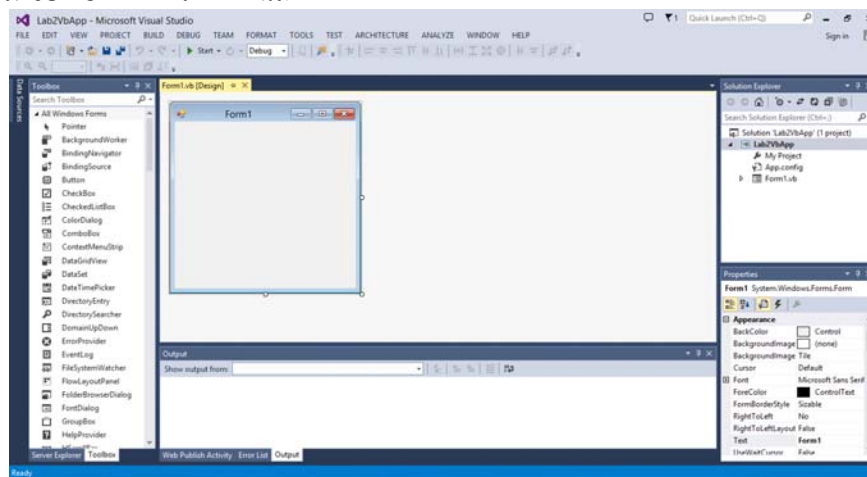 Lab2VbApp - Microsoft Visual Studio
Quick Launch (Ctrl+Q)
FILE EDIT VIEW PROJECT BUILD DEBUG TEAM FORMAT TOOLS TEST ARCHITECTURE ANALYZE WINDOW HELP
Sign in
Start
Debug
Data Sources
Toolbox
Search Toolbox
All Windows Forms
Pointer
BackgroundWorker
BindingNavigator
BindingSource
Button
CheckBox
CheckedListBox
ColorDialog
ComboBox
ContextMenuStrip
DataGridView
DataSet
DateTimePicker
DirectoryEntry
DirectorySearcher
DomainUpDown
ErrorProvider
EventLog
FileSystemWatcher
FlowLayoutPanel
FolderBrowserDialog
FontDialog
GroupBox
HelpProvider
Server Explorer Toolbox
Form1.vb [Design]
Form1
Output
Show output from:
Web Publish Activity Error List Output
Solution Explorer
Search Solution Explorer (Ctrl+;)
Solution 'Lab2VbApp' (1 project)
Lab2VbApp
My Project
App.config
Form1.vb
Properties
Form1 System.Windows.Forms.Form
Appearance
BackColor Control
BackgroundImage (none)
BackgroundImage Tile
Cursor Default
Font Microsoft Sans Serif
ForeColor ControlText
FormBorderStyle Sizable
RightToLeft No
RightToLeftLayout False
Text Form1
UseWaitCursor False
Ready